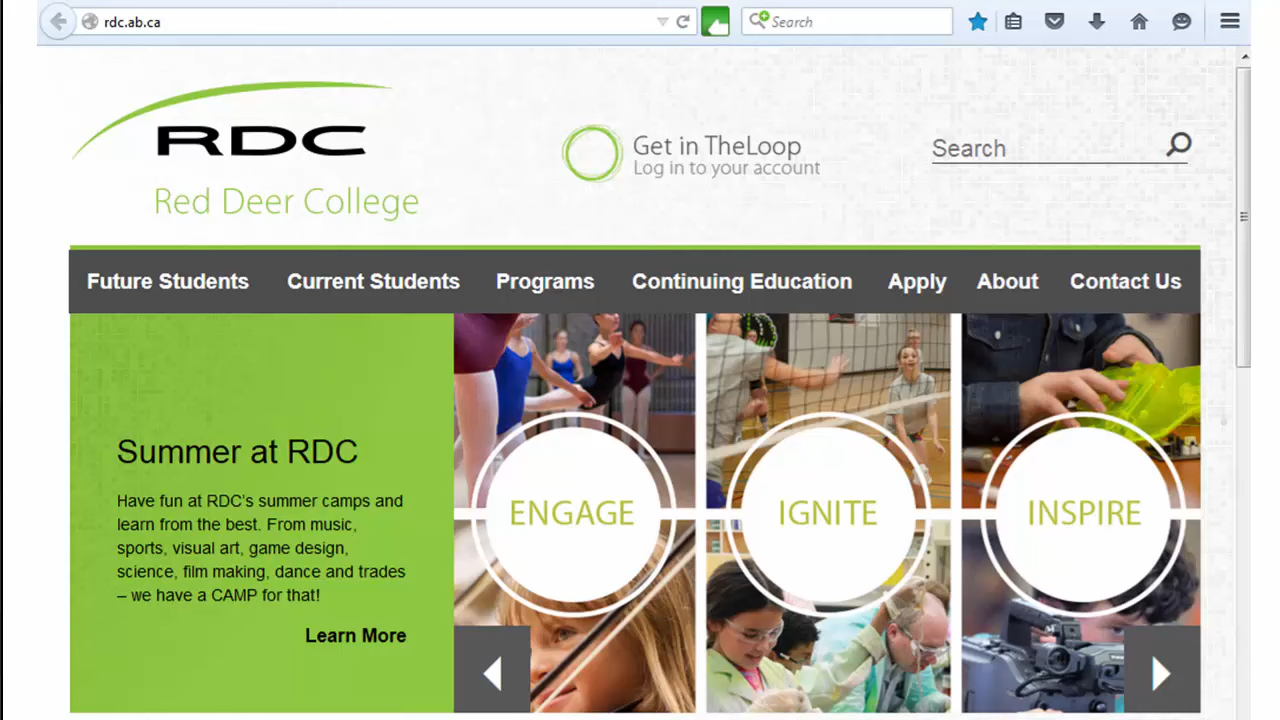 rdc.ab.ca
Search
RDC
Red Deer College
Get in TheLoop
Log in to your account
Search
Future Students Current Students Programs Continuing Education Apply About Contact Us
Summer at RDC
Have fun at RDC's summer camps and
learn from the best. From music,
sports, visual art, game design,
science, film making, dance and trades
– we have a CAMP for that!
Learn More
ENGAGE
IGNITE
INSPIRE